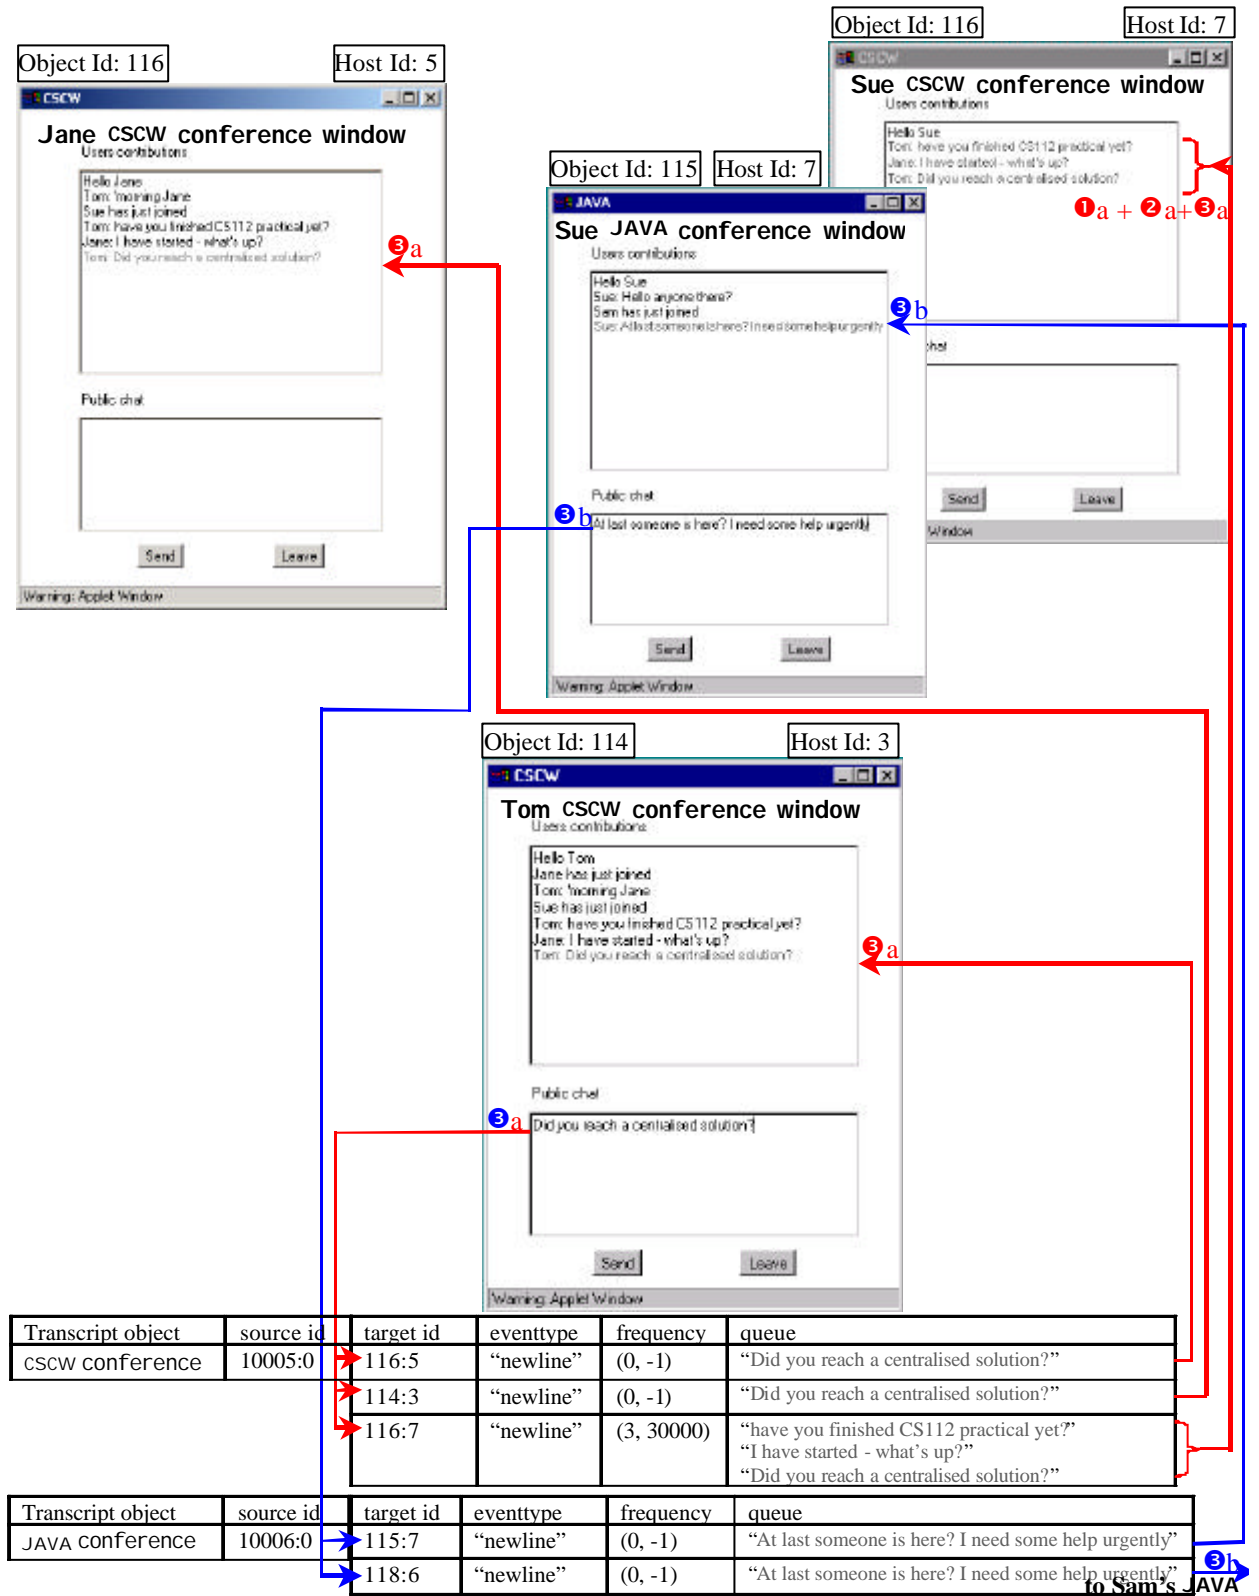 Object Id: 116
Host Id: 7
Object Id: 116
Host Id: 5
CSCW
Sue CSCW conference window
Users contributions
Hello Sue
Tom: have you finished CS112 practical yet?
Jane: I have started - what's up?
Tom: Did you reach a centralised solution?
❶a + ❷a+❸a
chat
Send
Leave
Window
CSCW
Jane CSCW conference window
Users contributions
Hello Jane
Tom: 'morning Jane
Sue has just joined
Tom: have you finished CS112 practical yet?
Jane: I have started - what's up?
Tom: Did you reach a centralised solution?
❸a
Public chat
Send
Leave
Warning: Applet Window
Object Id: 115
Host Id: 7
JAVA
Sue JAVA conference window
Users contributions
Hello Sue
Sue: Hello anyone there?
Sam has just joined
Sue: At last someone is here? I need some help urgently
❸b
Public chat
❸b
At last someone is here? I need some help urgently
Send
Leave
Warning: Applet Window
Object Id: 114
Host Id: 3
CSCW
Tom CSCW conference window
Users contributions
Hello Tom
Jane has just joined
Tom: 'morning Jane
Sue has just joined
Tom: have you finished CS112 practical yet?
Jane: I have started - what's up?
Tom: Did you reach a centralised solution?
❸a
Public chat
❸a
Did you reach a centralised solution?
Send
Leave
Warning: Applet Window
Transcript object source id target id eventtype frequency queue
CSCW conference 10005:0 116:5 “newline” (0, -1) “Did you reach a centralised solution?”
114:3 “newline” (0, -1) “Did you reach a centralised solution?”
116:7 “newline” (3, 30000) “have you finished CS112 practical yet?”
“I have started - what’s up?”
“Did you reach a centralised solution?”
Transcript object source id target id eventtype frequency queue
JAVA conference 10006:0 115:7 “newline” (0, -1) “At last someone is here? I need some help urgently”
118:6 “newline” (0, -1) “At last someone is here? I need some help urgently”
❸b
to Sam’s JAVA